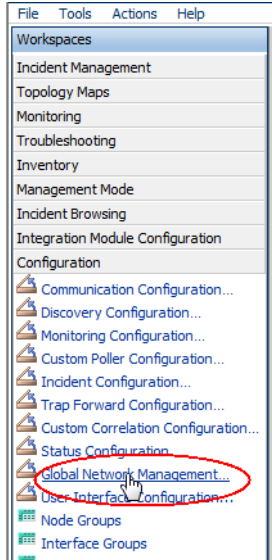 File Tools Actions Help
Workspaces
Incident Management
Topology Maps
Monitoring
Troubleshooting
Inventory
Management Mode
Incident Browsing
Integration Module Configuration
Configuration
Communication Configuration...
Discovery Configuration...
Monitoring Configuration...
Custom Poller Configuration...
Incident Configuration...
Trap Forward Configuration...
Custom Correlation Configuration...
Status Configuration...
Global Network Management...
User Interface Configuration...
Node Groups
Interface Groups